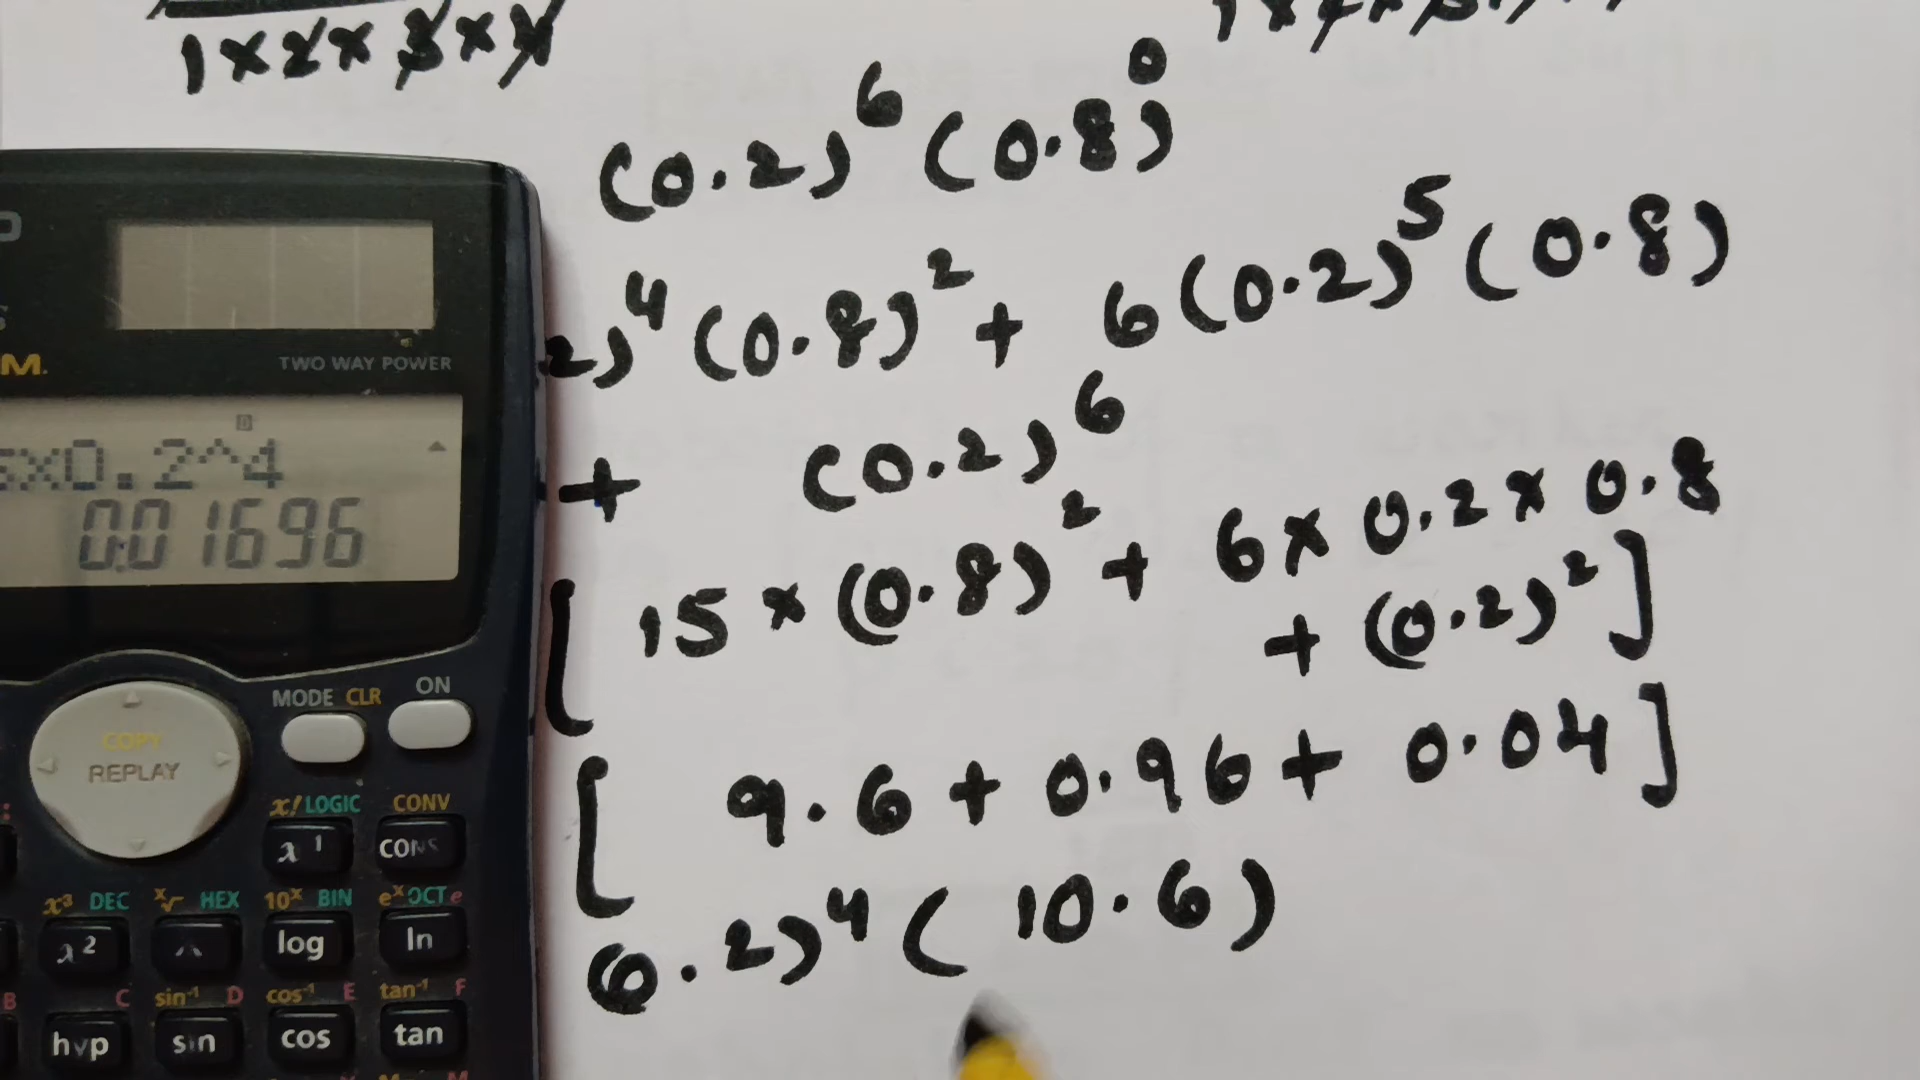 1×2×3×4
(0.2)⁶(0.8)⁰
2)⁴(0.8)²+ 6(0.2)⁵(0.8)
+ (0.2)⁶
[15×(0.8)²+ 6×0.2×0.8
+(0.2)²]
[9.6+0.96+0.04]
0.2)⁴(10.6)
M.
TWO WAY POWER
×0.2^4
0.01696
COPY
REPLAY
MODE CLR
ON
x! LOGIC
CONV
x³ DEC
HEX
10ˣ BIN
eˣ OCT e
x²
^
log
ln
B
C
sin⁻¹ D
cos⁻¹ E
tan⁻¹ F
hyp
sin
cos
tan